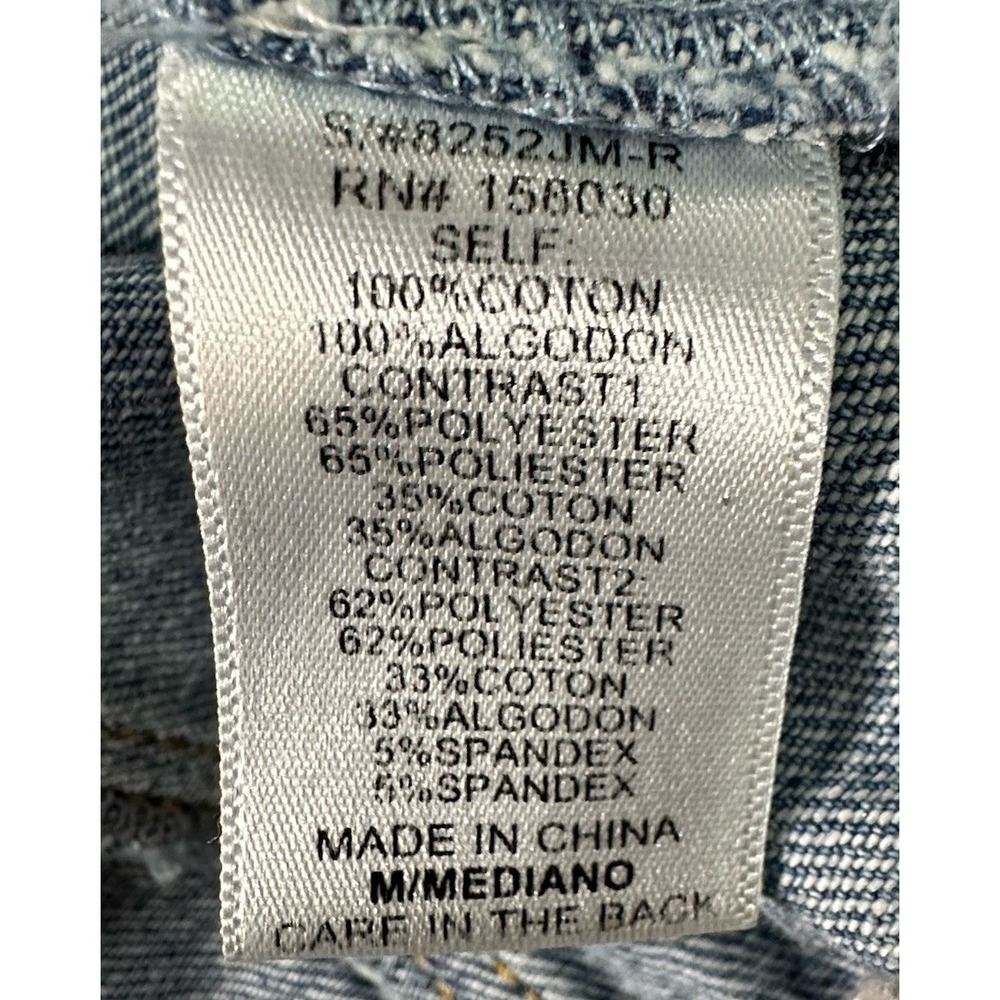 S/#8252JM-R
RN# 158030
SELF:
100%COTON
100%ALGODON
CONTRAST1
65%POLYESTER
65%POLIESTER
35%COTON
35%ALGODON
CONTRAST2:
62%POLYESTER
62%POLIESTER
33%COTON
33%ALGODON
5%SPANDEX
5%SPANDEX
MADE IN CHINA
M/MEDIANO
CARE IN THE BACK